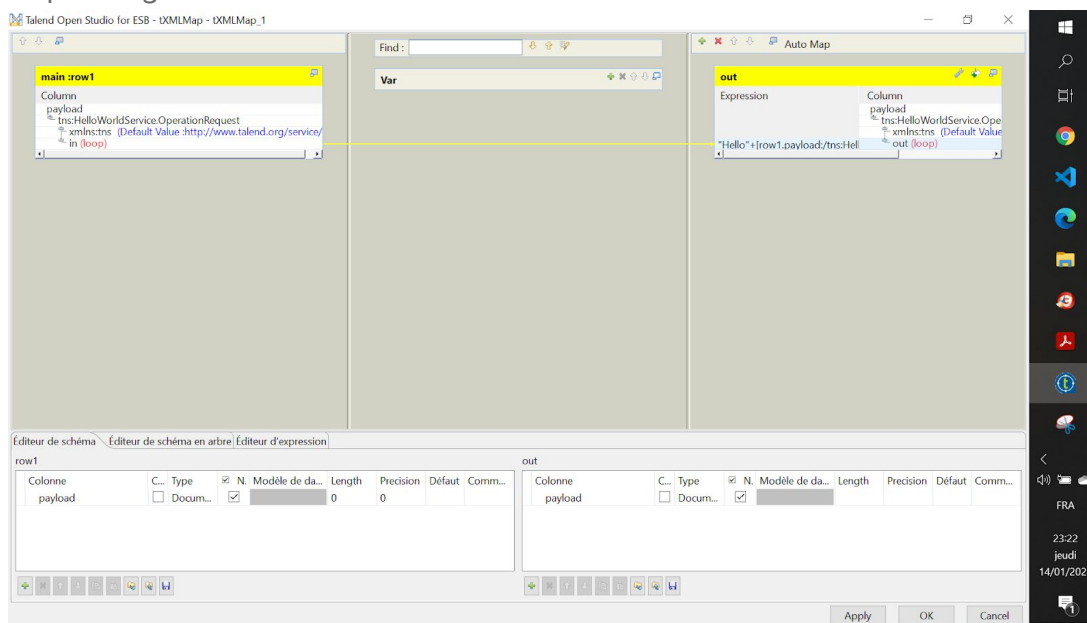 Talend Open Studio for ESB - tXMLMap - tXMLMap_1
Find :
Auto Map
main :row1
Column
payload
tns:HelloWorldService.OperationRequest
xmlns:tns (Default Value :http://www.talend.org/service/
in (loop)
Var
out
Expression Column
payload
tns:HelloWorldService.Ope
xmlns:tns (Default Value
"Hello"+[row1.payload:/tns:Hel out (loop)
Éditeur de schéma Éditeur de schéma en arbre Éditeur d'expression
row1
Colonne C... Type N. Modèle de da... Length Precision Défaut Comm...
payload Docum... 0 0
out
Colonne C... Type N. Modèle de da... Length Precision Défaut Comm...
payload Docum...
Apply OK Cancel
FRA
23:22
jeudi
14/01/202
1